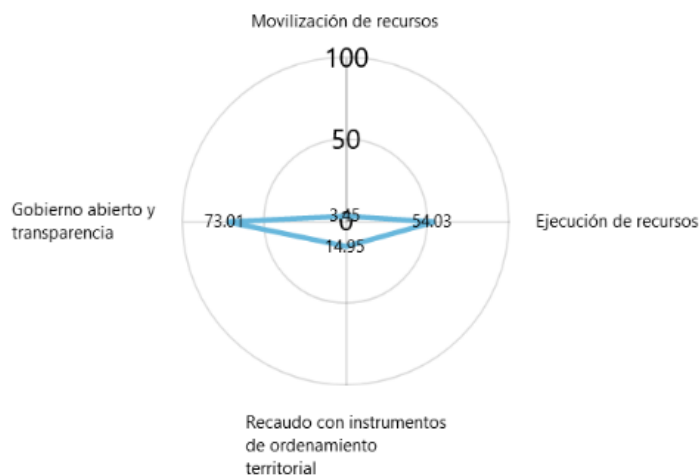 Movilización de recursos
100
50
3.45
0
Gobierno abierto y
transparencia
73.01
54.03
Ejecución de recursos
14.95
Recaudo con instrumentos
de ordenamiento
territorial